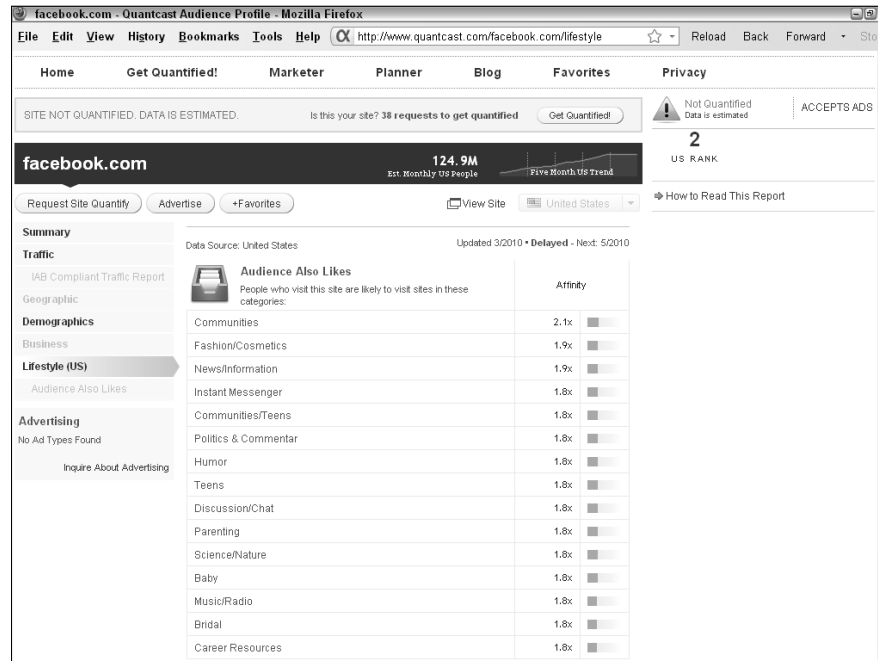 facebook.com - Quantcast Audience Profile - Mozilla Firefox
File Edit View History Bookmarks Tools Help http://www.quantcast.com/facebook.com/lifestyle Reload Back Forward Sto
Home Get Quantified! Marketer Planner Blog Favorites Privacy
SITE NOT QUANTIFIED. DATA IS ESTIMATED. Is this your site? 38 requests to get quantified Get Quantified!
Not Quantified
Data is estimated
ACCEPTS ADS
2
US RANK
facebook.com
124.9M
Est. Monthly US People
Five Month US Trend
Request Site Quantify Advertise +Favorites View Site United States
How to Read This Report
Summary
Traffic
IAB Compliant Traffic Report
Geographic
Demographics
Business
Lifestyle (US)
Audience Also Likes
Advertising
No Ad Types Found
Inquire About Advertising
Data Source: United States Updated 3/2010 • Delayed - Next: 5/2010
Audience Also Likes
People who visit this site are likely to visit sites in these
categories:
Affinity
Communities 2.1x
Fashion/Cosmetics 1.9x
News/Information 1.9x
Instant Messenger 1.8x
Communities/Teens 1.8x
Politics & Commentar 1.8x
Humor 1.8x
Teens 1.8x
Discussion/Chat 1.8x
Parenting 1.8x
Science/Nature 1.8x
Baby 1.8x
Music/Radio 1.8x
Bridal 1.8x
Career Resources 1.8x